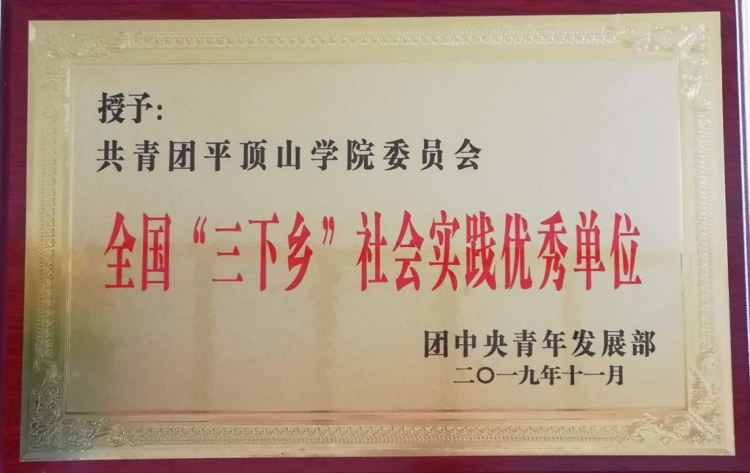 授予：
共青团平顶山学院委员会
全国“三下乡”社会实践优秀单位
团中央青年发展部
二〇一九年十一月